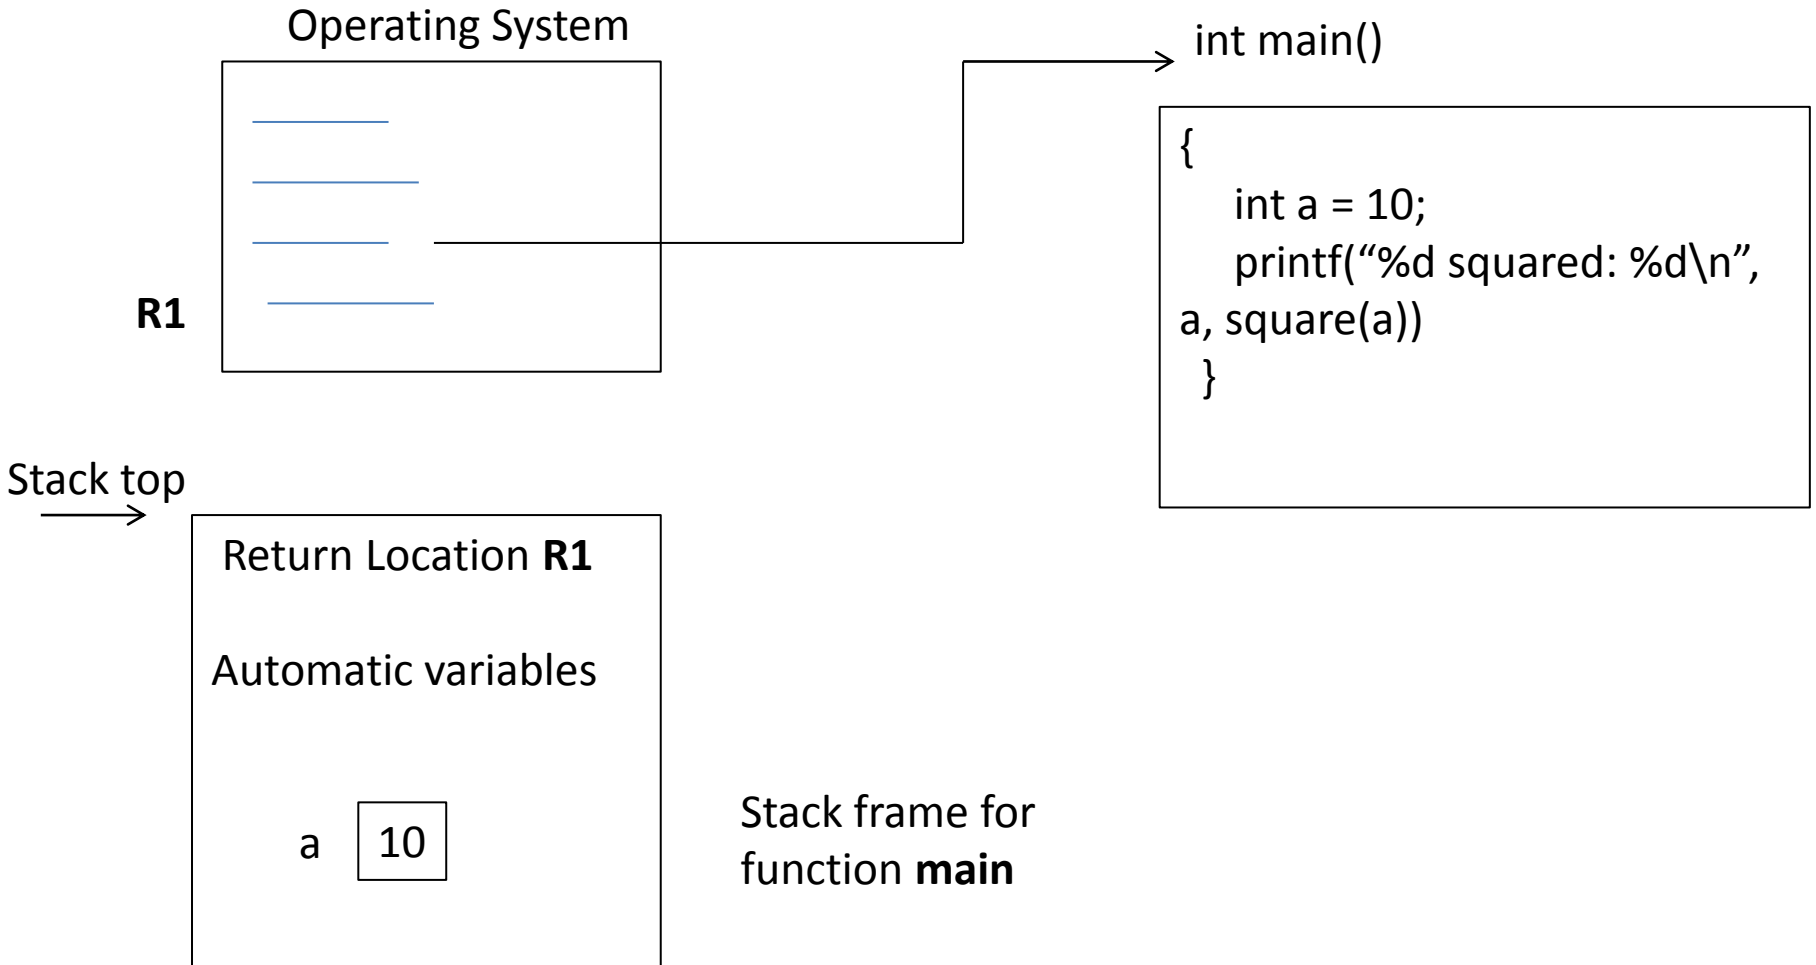 Operating System
int main()
{
int a = 10;
printf(“%d squared: %d\n”,
a, square(a))
}
R1
Stack top
Return Location R1
Automatic variables
a 10
Stack frame for
function main